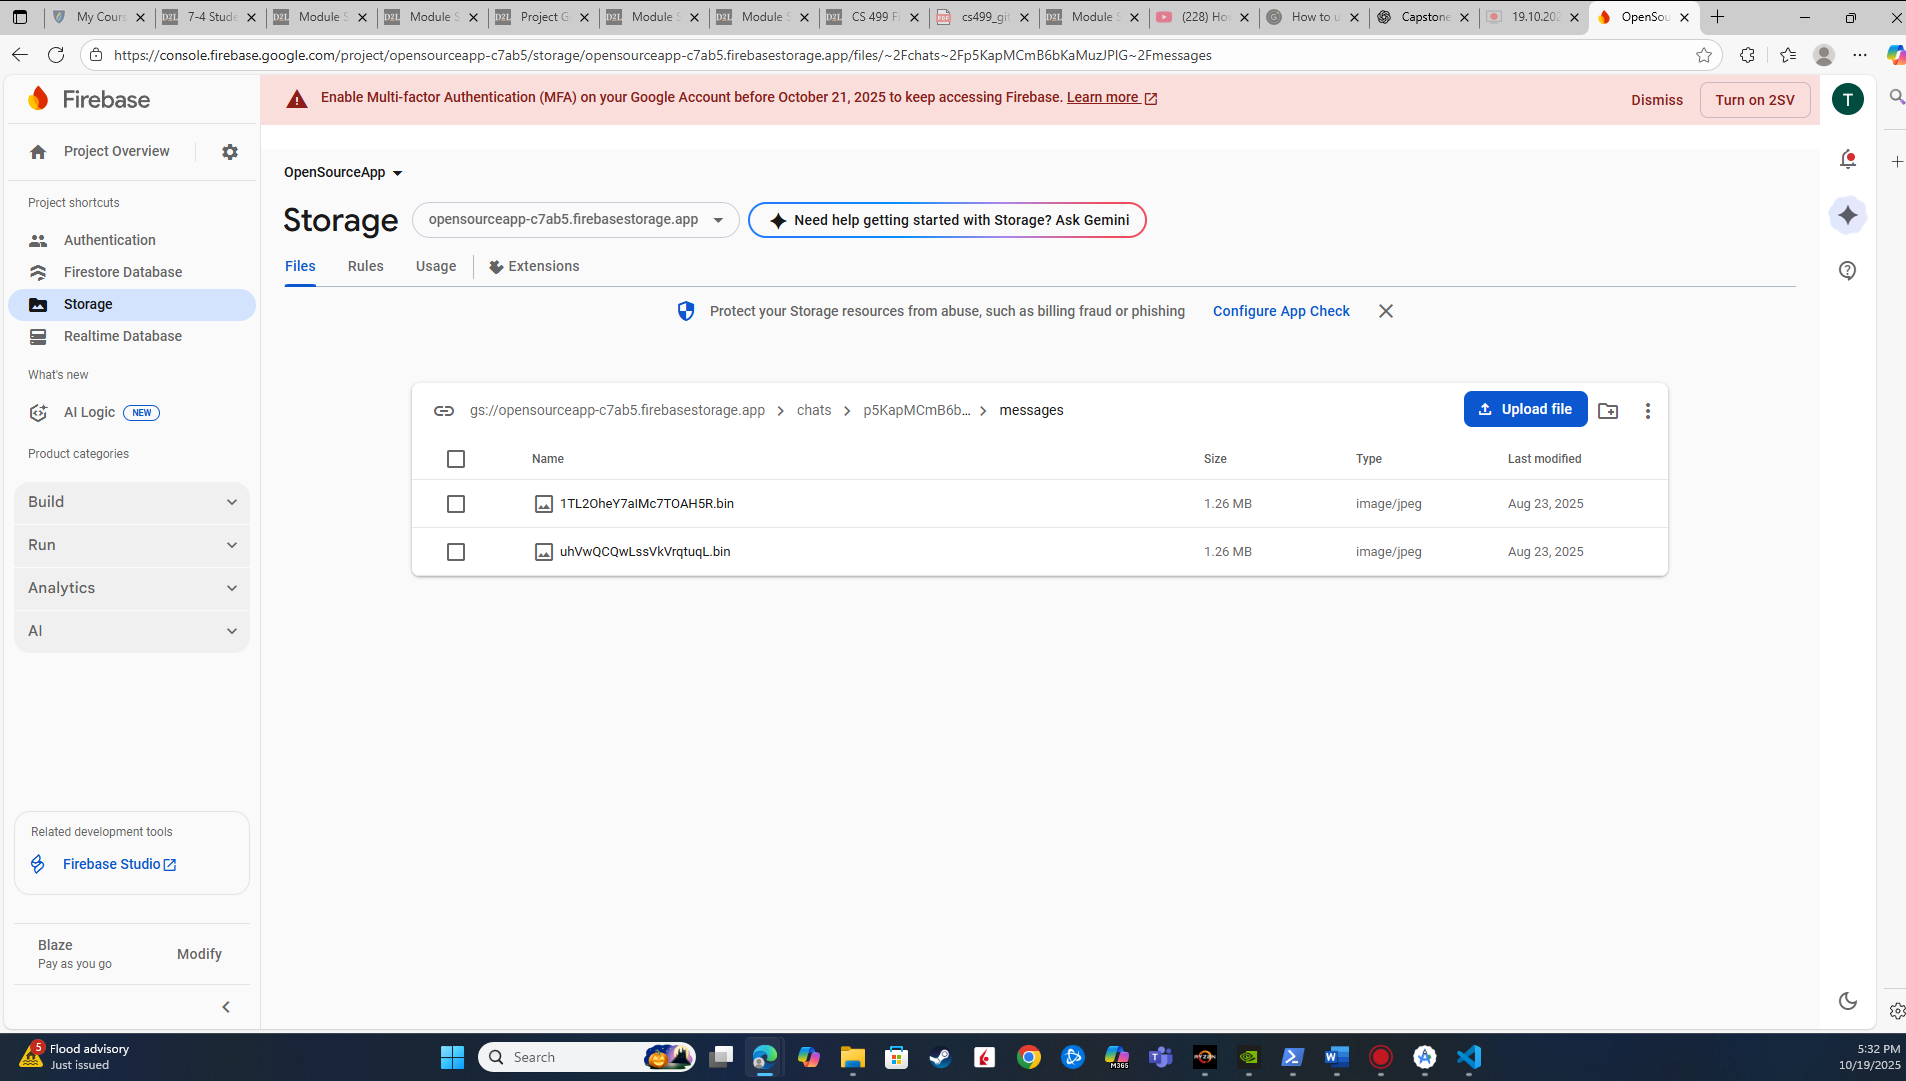 My Cours
7-4 Stude
Module S
Module S
Project G
Module S
Module S
CS 499 Fi
cs499_git
Module S
(228) Hov
How to u
Capstone
19.10.202
OpenSou
https://console.firebase.google.com/project/opensourceapp-c7ab5/storage/opensourceapp-c7ab5.firebasestorage.app/files/~2Fchats~2Fp5KapMCmB6bKaMuzJPlG~2Fmessages
Firebase
Enable Multi-factor Authentication (MFA) on your Google Account before October 21, 2025 to keep accessing Firebase. Learn more
Dismiss
Turn on 2SV
T
Project Overview
OpenSourceApp
Project shortcuts
Storage
opensourceapp-c7ab5.firebasestorage.app
Need help getting started with Storage? Ask Gemini
Authentication
Firestore Database
Storage
Realtime Database
Files
Rules
Usage
Extensions
Protect your Storage resources from abuse, such as billing fraud or phishing
Configure App Check
What's new
AI Logic
NEW
Product categories
Build
Run
Analytics
AI
gs://opensourceapp-c7ab5.firebasestorage.app
chats
p5KapMCmB6b...
messages
Upload file
Name
Size
Type
Last modified
1TL2OheY7aIMc7TOAH5R.bin
1.26 MB
image/jpeg
Aug 23, 2025
uhVwQCQwLssVkVrqtuqL.bin
1.26 MB
image/jpeg
Aug 23, 2025
Related development tools
Firebase Studio
Blaze
Pay as you go
Modify
5
Flood advisory
Just issued
Search
M365
RYZEN
5:32 PM
10/19/2025